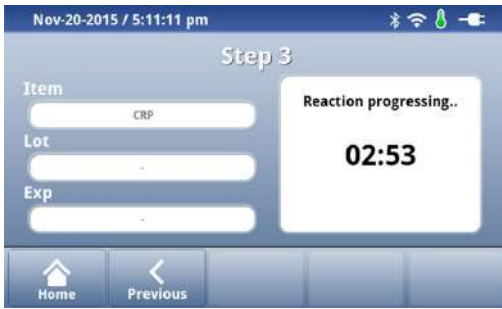 Nov-20-2015 / 5:11:11 pm
Step 3
Item
CRP
Lot
-
Exp
-
Reaction progressing..
02:53
Home
Previous